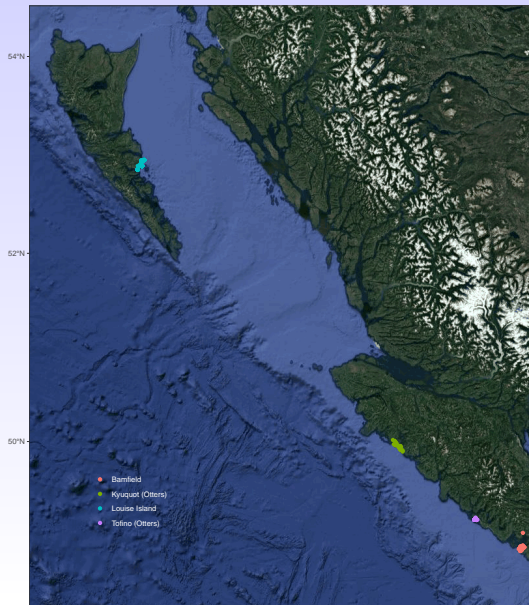 54°N
52°N
50°N
Bamfield
Kyuquot (Otters)
Louise Island
Tofino (Otters)